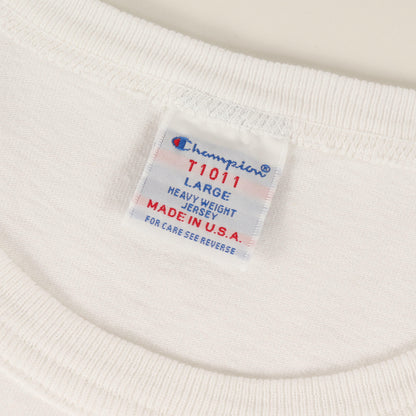 Champion®
T1011
LARGE
HEAVY WEIGHT
JERSEY
MADE IN U.S.A.
FOR CARE SEE REVERSE